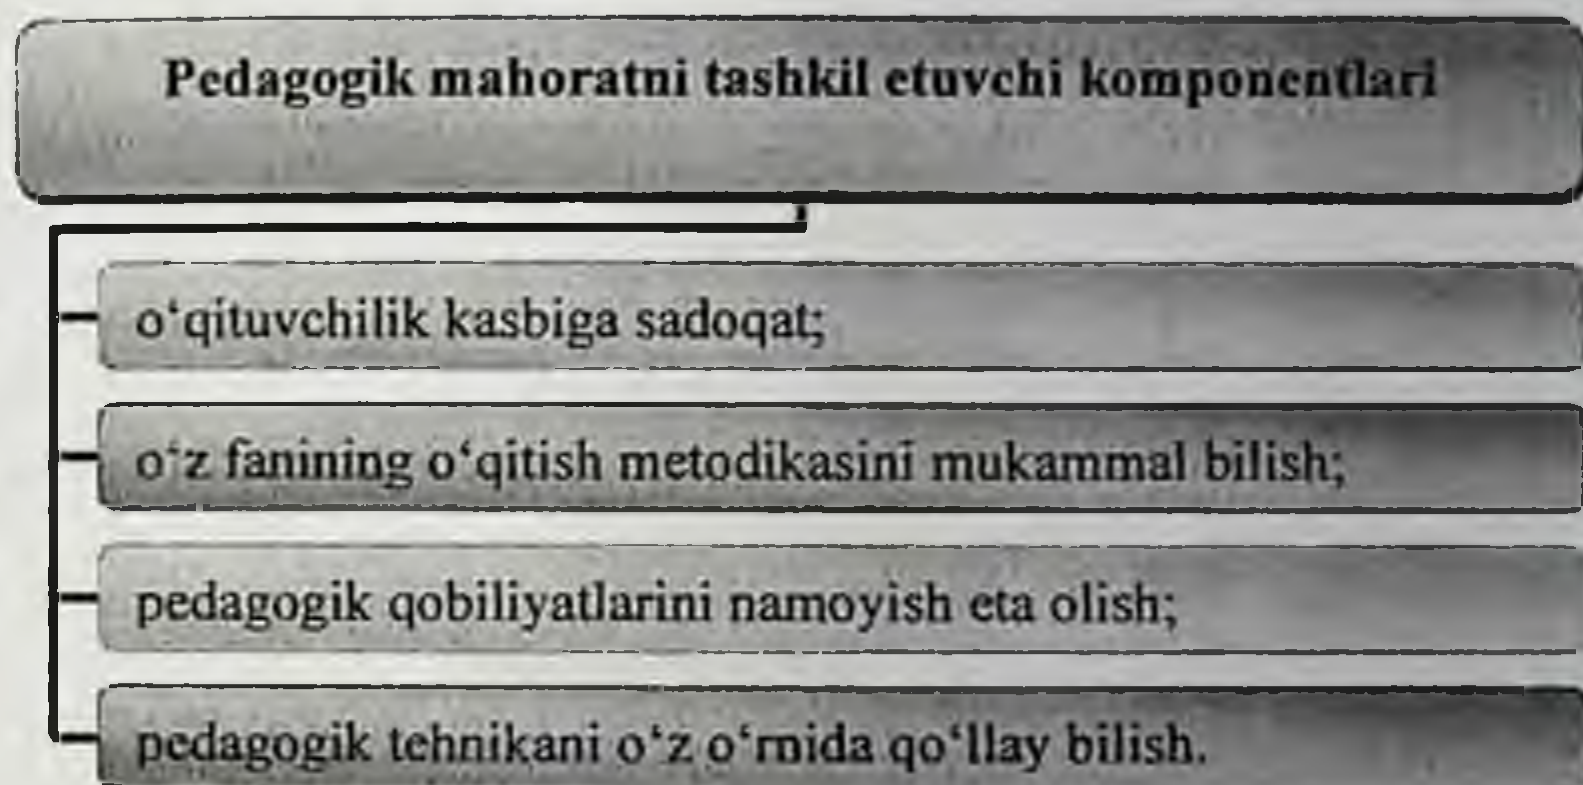 Pedagogik mahoratni tashkil etuvchi komponentlari
o‘qituvchilik kasbiga sadoqat;
o‘z fanining o‘qitish metodikasini mukammal bilish;
pedagogik qobiliyatlarini namoyish eta olish;
pedagogik tehnikani o‘z o‘rnida qo‘llay bilish.